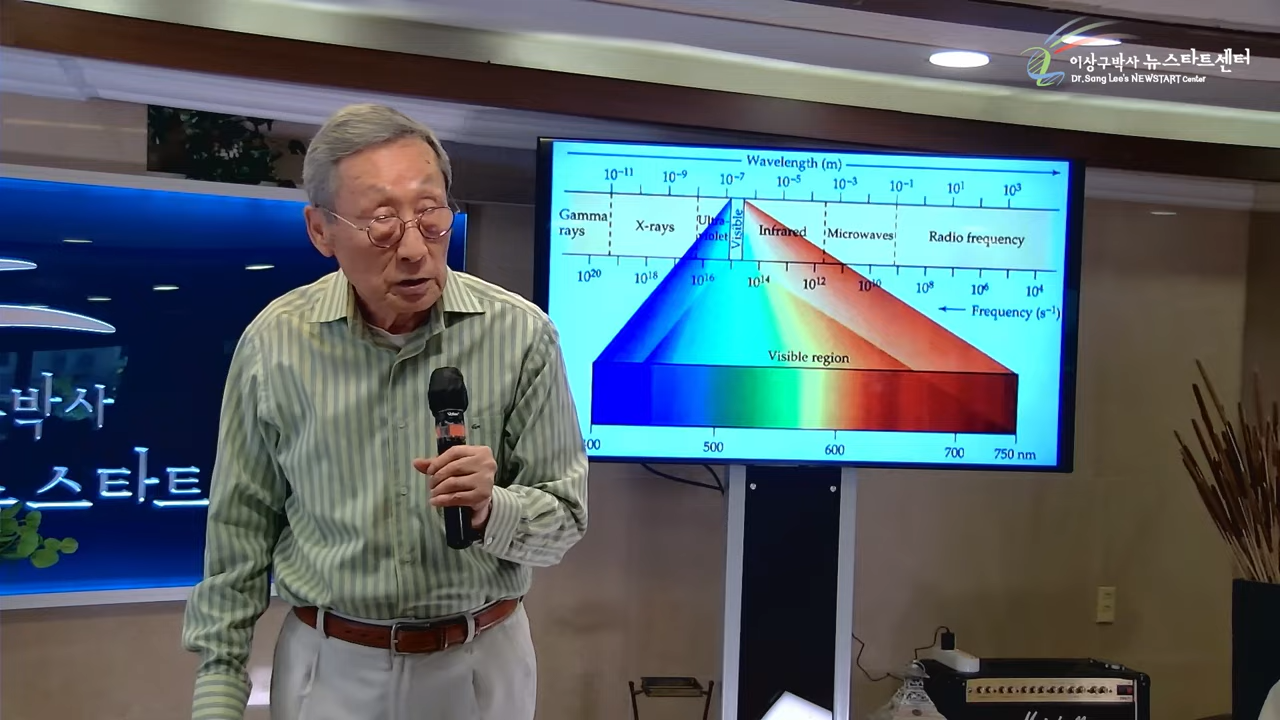 이상구박사 뉴스타트센터
Dr. Sang Lee's NEWSTART Center
Wavelength (m)
10⁻¹¹ 10⁻⁹ 10⁻⁷ 10⁻⁵ 10⁻³ 10⁻¹ 10¹ 10³
Gamma rays
X-rays
Ultraviolet
Visible
Infrared
Microwaves
Radio frequency
10²⁰ 10¹⁸ 10¹⁶ 10¹⁴ 10¹² 10¹⁰ 10⁸ 10⁶ 10⁴
← Frequency (s⁻¹)
Visible region
00 500 600 700 750 nm
박사
스타트
Marshall